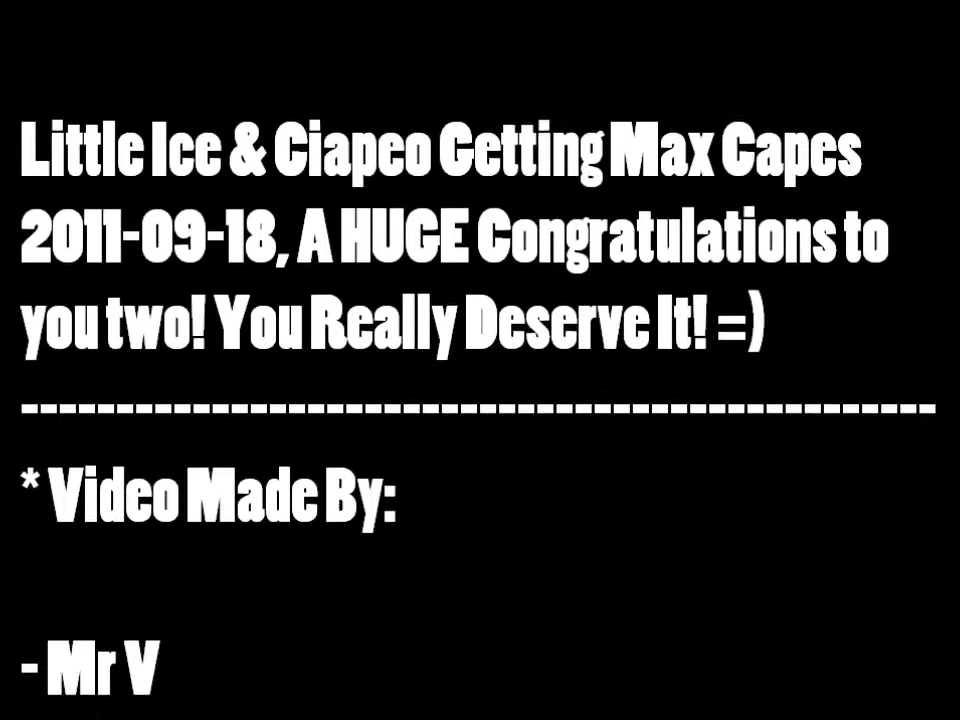 Little Ice & Ciapeo Getting Max Capes
2011-09-18, A HUGE Congratulations to
you two! You Really Deserve It! =)
------------------------------------------------
* Video Made By:
- Mr V